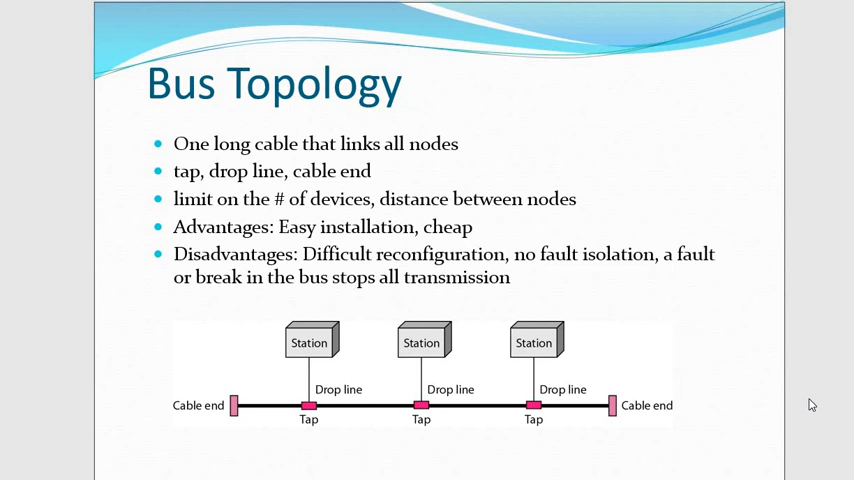 Bus Topology
One long cable that links all nodes
tap, drop line, cable end
limit on the # of devices, distance between nodes
Advantages: Easy installation, cheap
Disadvantages: Difficult reconfiguration, no fault isolation, a fault
or break in the bus stops all transmission
Station Station Station
Drop line Drop line Drop line
Cable end Cable end
Tap Tap Tap